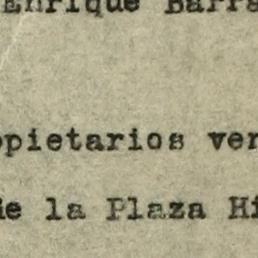 Enrique Barra
opietarios ver
de la Plaza Hi